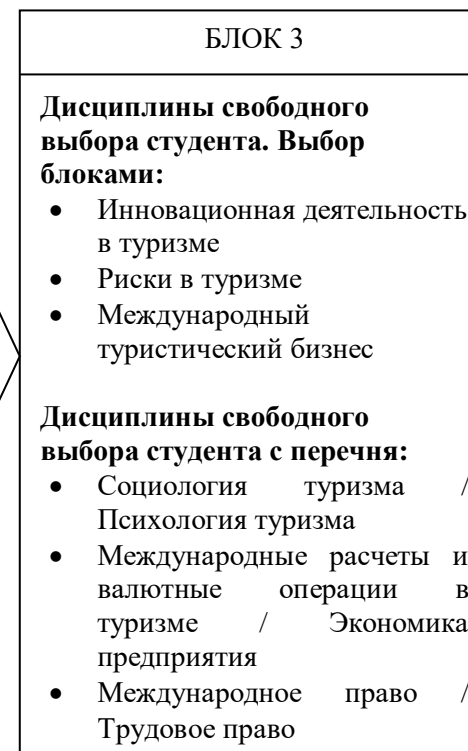 БЛОК 3
Дисциплины свободного
выбора студента. Выбор
блоками:
• Инновационная деятельность
в туризме
• Риски в туризме
• Международный
туристический бизнес
Дисциплины свободного
выбора студента с перечня:
• Социология туризма /
Психология туризма
• Международные расчеты и
валютные операции в
туризме / Экономика
предприятия
• Международное право /
Трудовое право